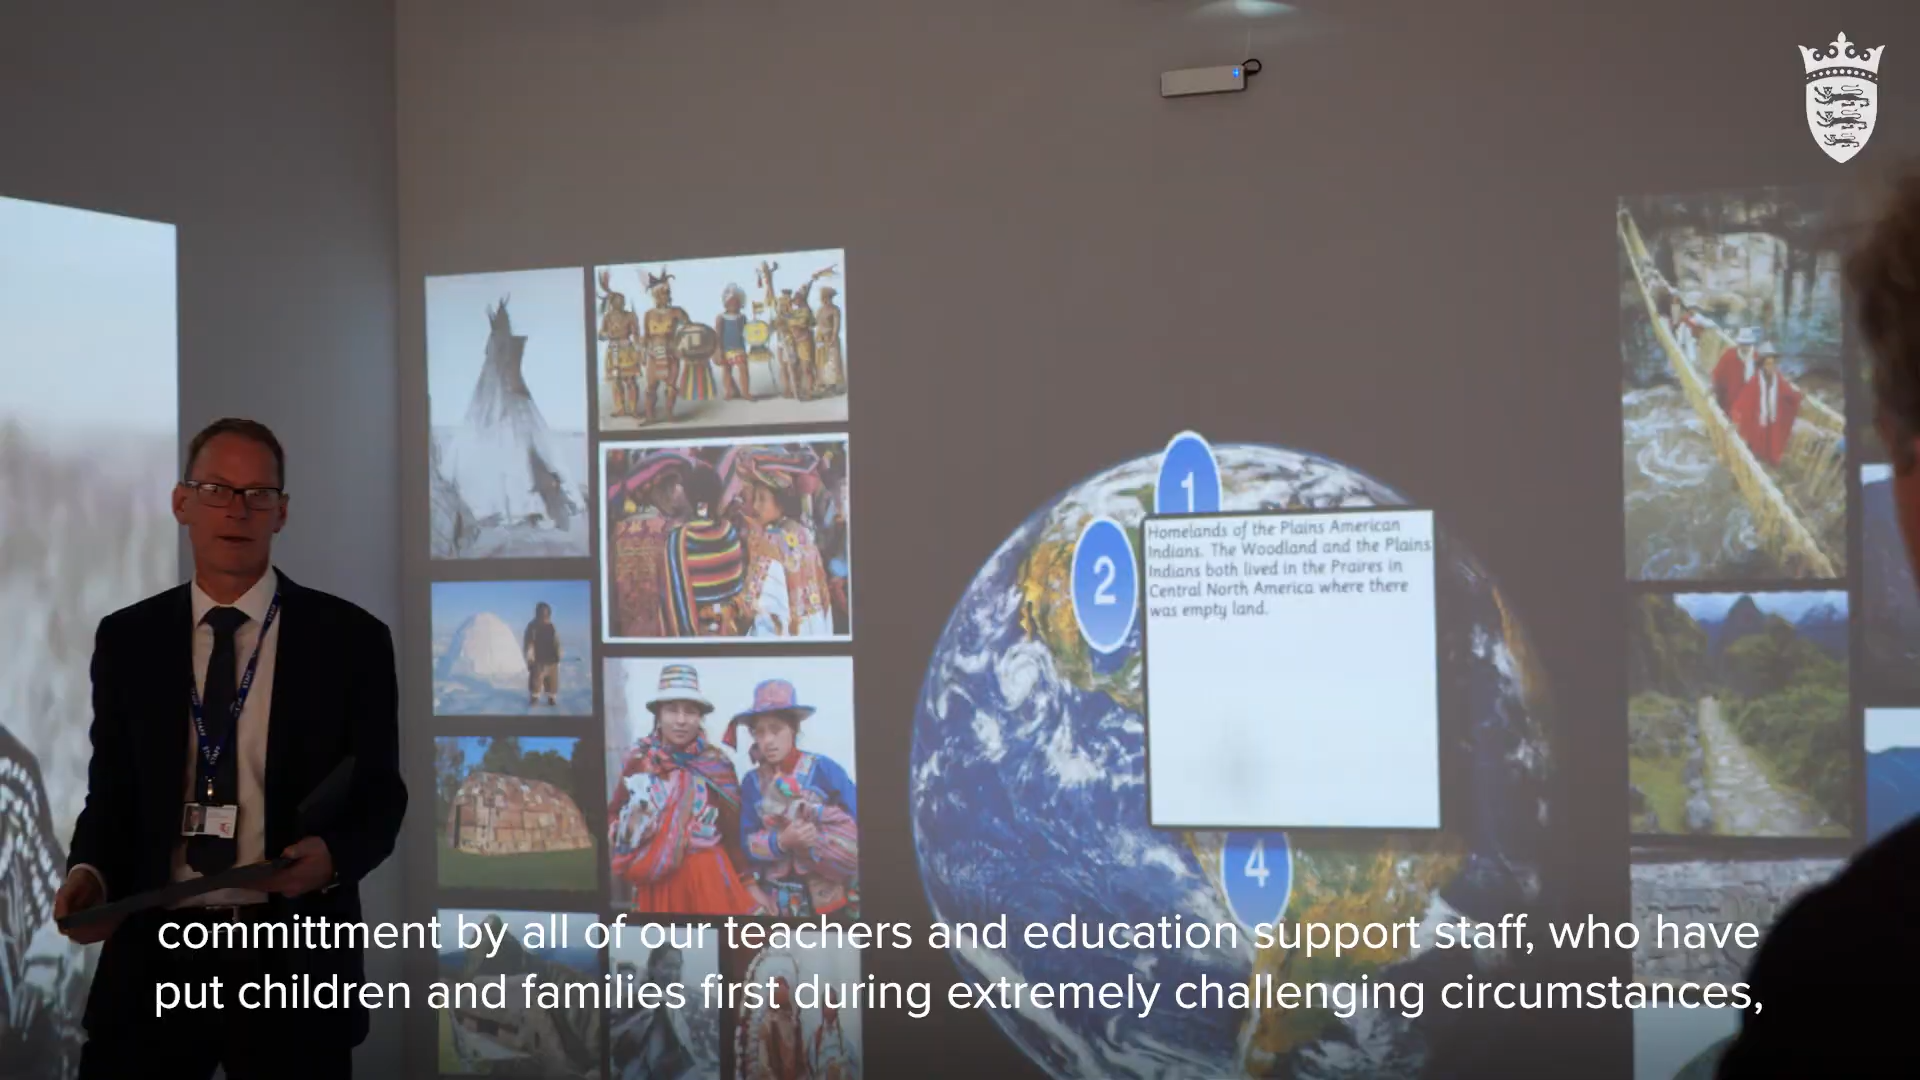 1
2
Homelands of the Plains American
Indians. The Woodland and the Plains
Indians both lived in the Praires in
Central North America where there
was empty land.
4
STAFF
STAFF
committment by all of our teachers and education support staff, who have
put children and families first during extremely challenging circumstances,